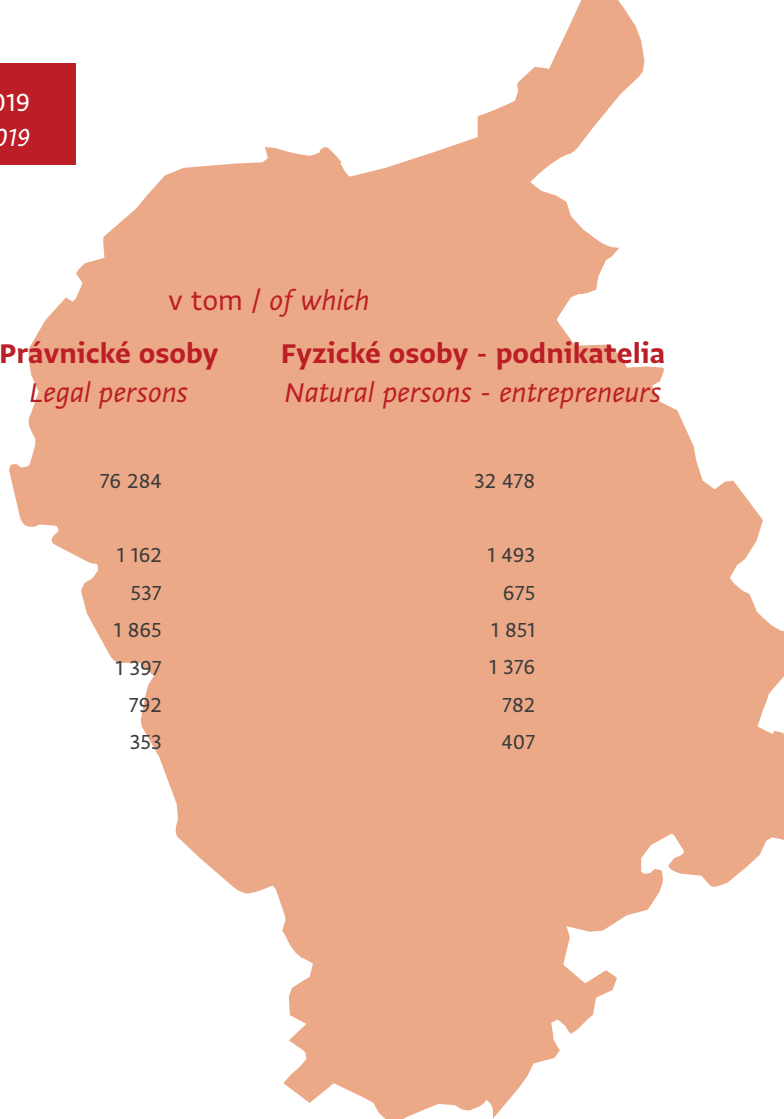 019
019
v tom / of which
Právnické osoby Fyzické osoby - podnikatelia
Legal persons Natural persons - entrepreneurs
76 284 32 478
1 162 1 493
537 675
1 865 1 851
1 397 1 376
792 782
353 407